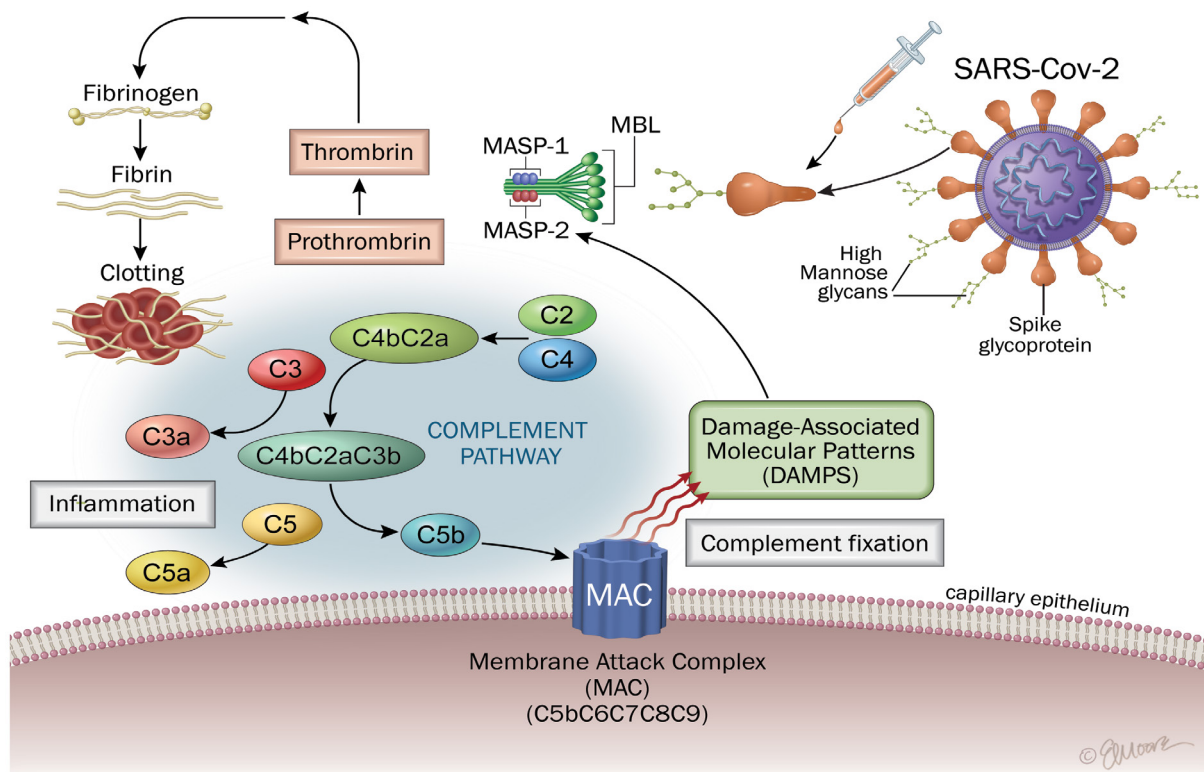 SARS-Cov-2
Fibrinogen
Fibrin
Clotting
Thrombrin
Prothrombrin
MASP-1
MBL
MASP-2
High
Mannose
glycans
Spike
glycoprotein
C2
C4
C4bC2a
C3
C3a
C4bC2aC3b
COMPLEMENT
PATHWAY
Inflammation
C5
C5a
C5b
Damage-Associated
Molecular Patterns
(DAMPS)
Complement fixation
MAC
capillary epithelium
Membrane Attack Complex
(MAC)
(C5bC6C7C8C9)
© EMoore